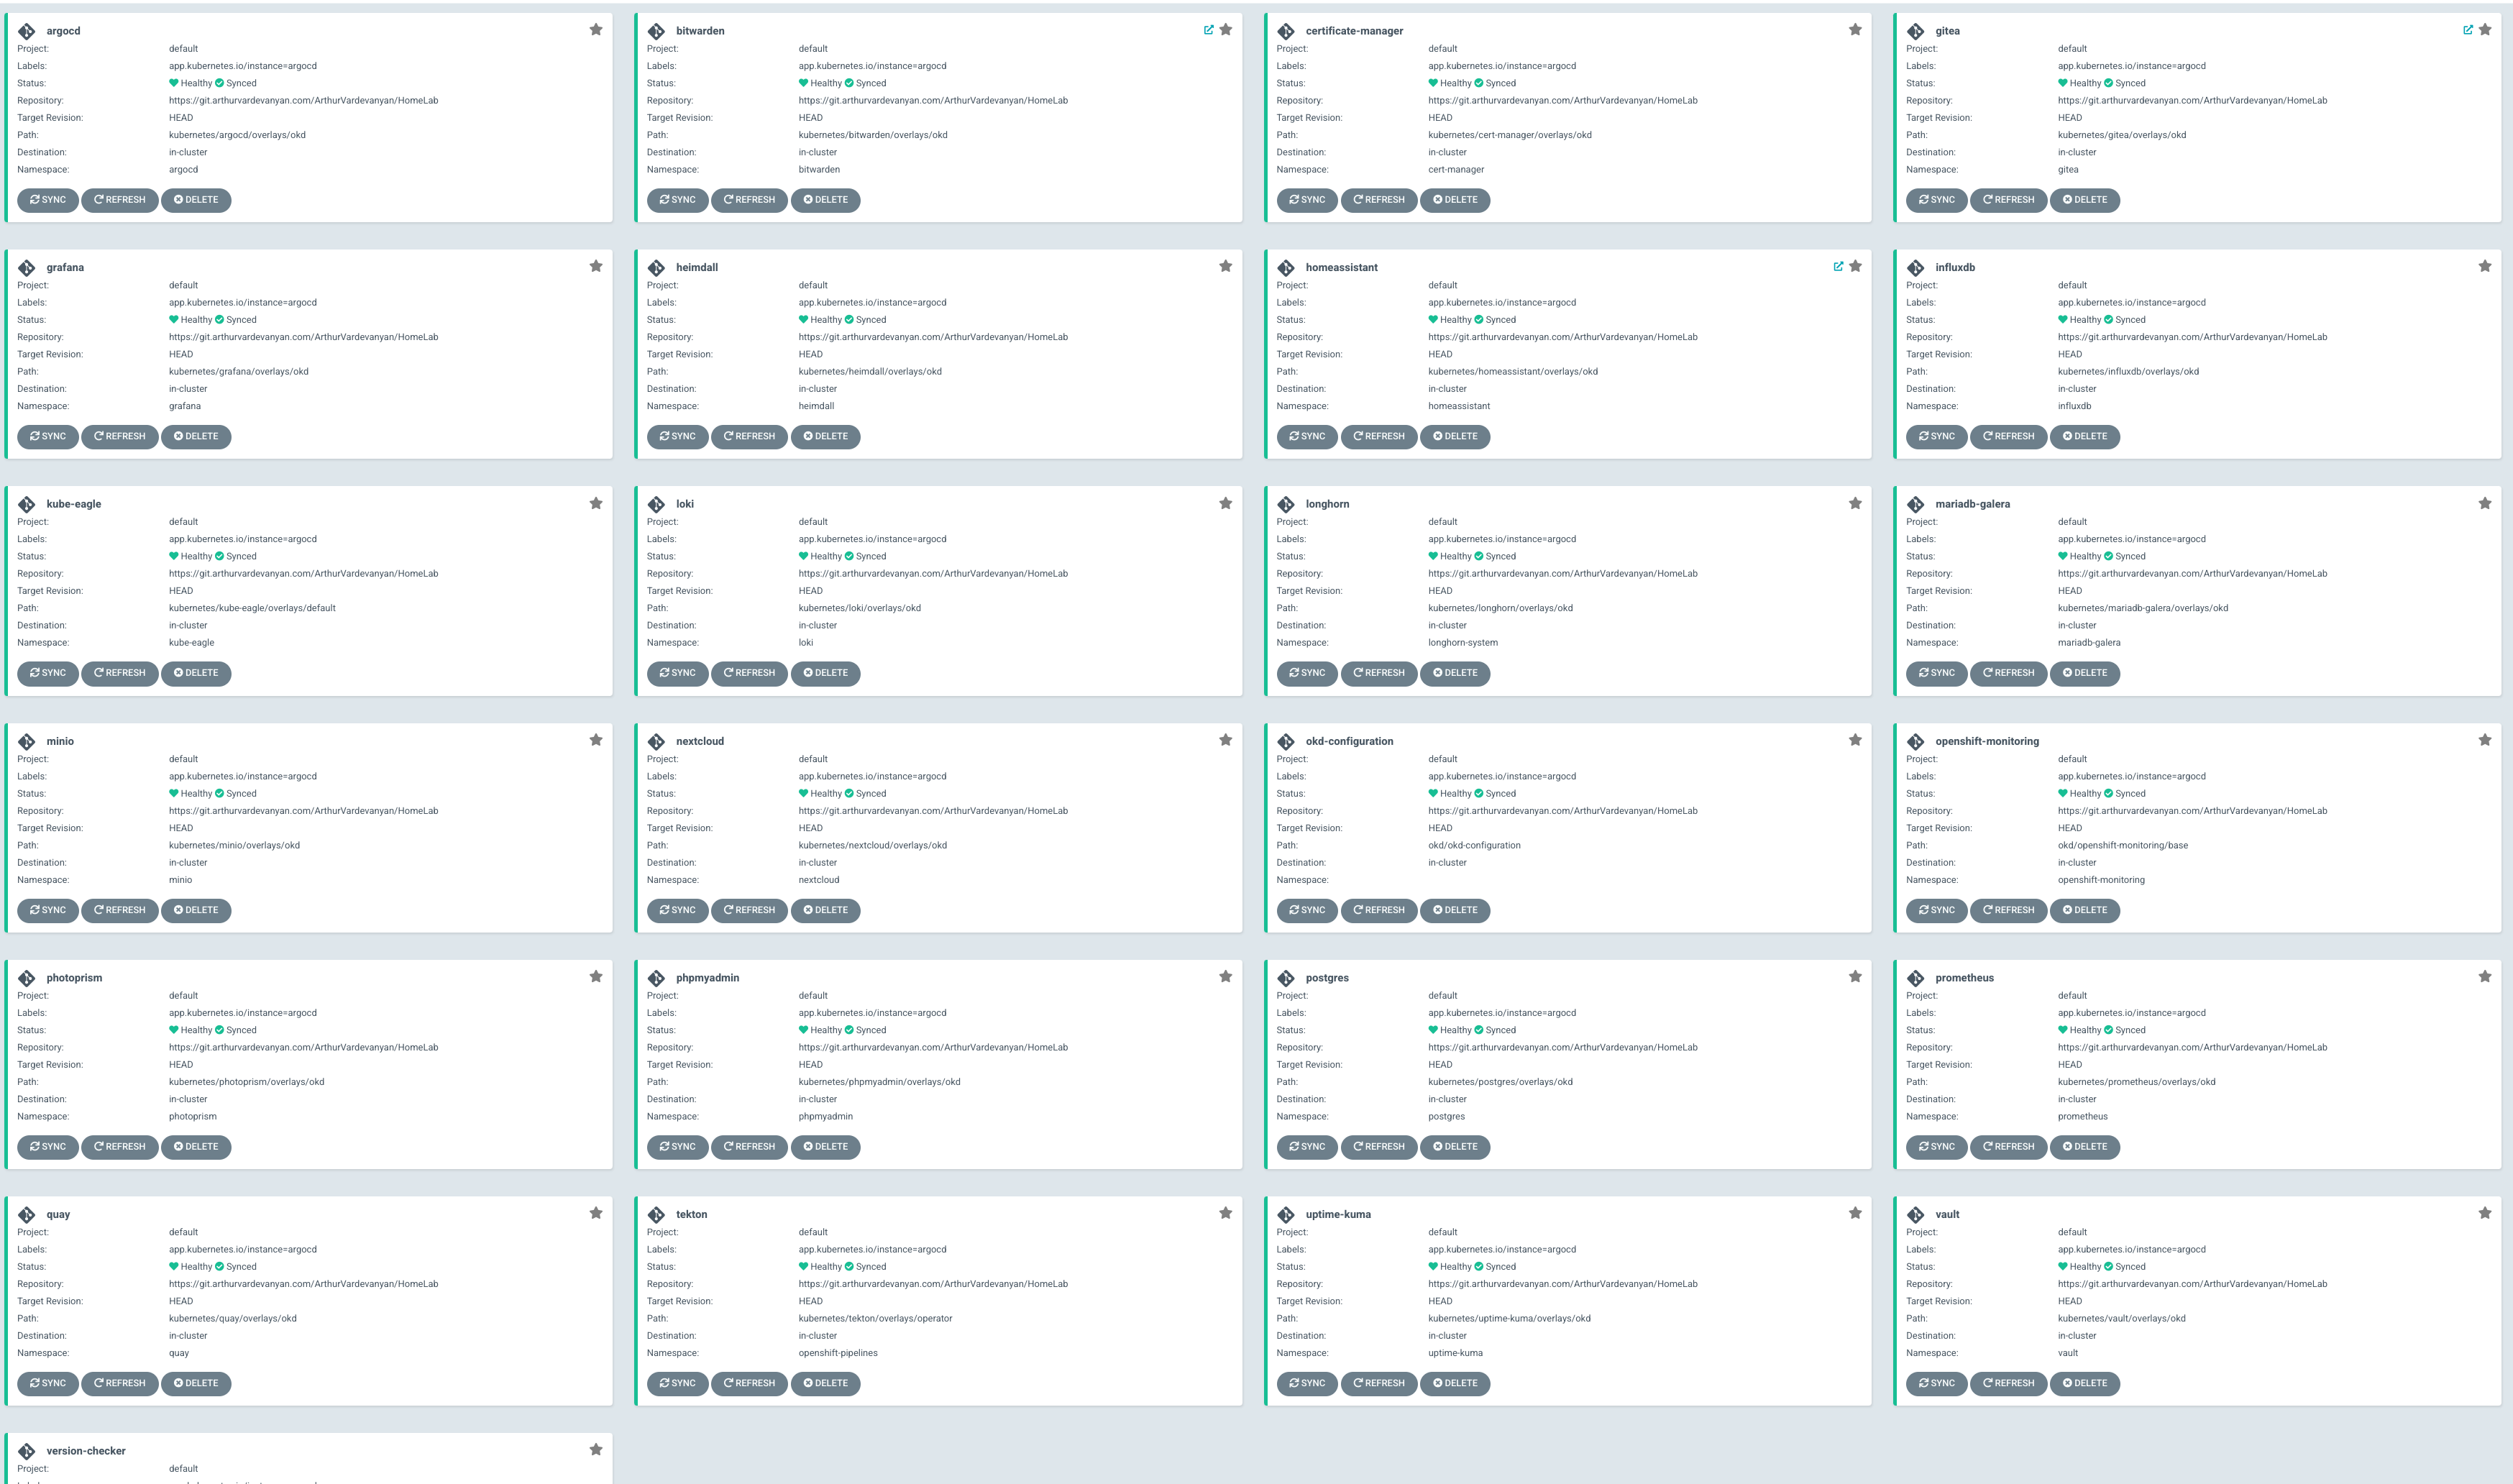 argocd
Project: default
Labels: app.kubernetes.io/instance=argocd
Status: Healthy Synced
Repository: https://git.arthurvardevanyan.com/ArthurVardevanyan/HomeLab
Target Revision: HEAD
Path: kubernetes/argocd/overlays/okd
Destination: in-cluster
Namespace: argocd
SYNC REFRESH DELETE
bitwarden
Project: default
Labels: app.kubernetes.io/instance=argocd
Status: Healthy Synced
Repository: https://git.arthurvardevanyan.com/ArthurVardevanyan/HomeLab
Target Revision: HEAD
Path: kubernetes/bitwarden/overlays/okd
Destination: in-cluster
Namespace: bitwarden
SYNC REFRESH DELETE
certificate-manager
Project: default
Labels: app.kubernetes.io/instance=argocd
Status: Healthy Synced
Repository: https://git.arthurvardevanyan.com/ArthurVardevanyan/HomeLab
Target Revision: HEAD
Path: kubernetes/cert-manager/overlays/okd
Destination: in-cluster
Namespace: cert-manager
SYNC REFRESH DELETE
gitea
Project: default
Labels: app.kubernetes.io/instance=argocd
Status: Healthy Synced
Repository: https://git.arthurvardevanyan.com/ArthurVardevanyan/HomeLab
Target Revision: HEAD
Path: kubernetes/gitea/overlays/okd
Destination: in-cluster
Namespace: gitea
SYNC REFRESH DELETE
grafana
Project: default
Labels: app.kubernetes.io/instance=argocd
Status: Healthy Synced
Repository: https://git.arthurvardevanyan.com/ArthurVardevanyan/HomeLab
Target Revision: HEAD
Path: kubernetes/grafana/overlays/okd
Destination: in-cluster
Namespace: grafana
SYNC REFRESH DELETE
heimdall
Project: default
Labels: app.kubernetes.io/instance=argocd
Status: Healthy Synced
Repository: https://git.arthurvardevanyan.com/ArthurVardevanyan/HomeLab
Target Revision: HEAD
Path: kubernetes/heimdall/overlays/okd
Destination: in-cluster
Namespace: heimdall
SYNC REFRESH DELETE
homeassistant
Project: default
Labels: app.kubernetes.io/instance=argocd
Status: Healthy Synced
Repository: https://git.arthurvardevanyan.com/ArthurVardevanyan/HomeLab
Target Revision: HEAD
Path: kubernetes/homeassistant/overlays/okd
Destination: in-cluster
Namespace: homeassistant
SYNC REFRESH DELETE
influxdb
Project: default
Labels: app.kubernetes.io/instance=argocd
Status: Healthy Synced
Repository: https://git.arthurvardevanyan.com/ArthurVardevanyan/HomeLab
Target Revision: HEAD
Path: kubernetes/influxdb/overlays/okd
Destination: in-cluster
Namespace: influxdb
SYNC REFRESH DELETE
kube-eagle
Project: default
Labels: app.kubernetes.io/instance=argocd
Status: Healthy Synced
Repository: https://git.arthurvardevanyan.com/ArthurVardevanyan/HomeLab
Target Revision: HEAD
Path: kubernetes/kube-eagle/overlays/default
Destination: in-cluster
Namespace: kube-eagle
SYNC REFRESH DELETE
loki
Project: default
Labels: app.kubernetes.io/instance=argocd
Status: Healthy Synced
Repository: https://git.arthurvardevanyan.com/ArthurVardevanyan/HomeLab
Target Revision: HEAD
Path: kubernetes/loki/overlays/okd
Destination: in-cluster
Namespace: loki
SYNC REFRESH DELETE
longhorn
Project: default
Labels: app.kubernetes.io/instance=argocd
Status: Healthy Synced
Repository: https://git.arthurvardevanyan.com/ArthurVardevanyan/HomeLab
Target Revision: HEAD
Path: kubernetes/longhorn/overlays/okd
Destination: in-cluster
Namespace: longhorn-system
SYNC REFRESH DELETE
mariadb-galera
Project: default
Labels: app.kubernetes.io/instance=argocd
Status: Healthy Synced
Repository: https://git.arthurvardevanyan.com/ArthurVardevanyan/HomeLab
Target Revision: HEAD
Path: kubernetes/mariadb-galera/overlays/okd
Destination: in-cluster
Namespace: mariadb-galera
SYNC REFRESH DELETE
minio
Project: default
Labels: app.kubernetes.io/instance=argocd
Status: Healthy Synced
Repository: https://git.arthurvardevanyan.com/ArthurVardevanyan/HomeLab
Target Revision: HEAD
Path: kubernetes/minio/overlays/okd
Destination: in-cluster
Namespace: minio
SYNC REFRESH DELETE
nextcloud
Project: default
Labels: app.kubernetes.io/instance=argocd
Status: Healthy Synced
Repository: https://git.arthurvardevanyan.com/ArthurVardevanyan/HomeLab
Target Revision: HEAD
Path: kubernetes/nextcloud/overlays/okd
Destination: in-cluster
Namespace: nextcloud
SYNC REFRESH DELETE
okd-configuration
Project: default
Labels: app.kubernetes.io/instance=argocd
Status: Healthy Synced
Repository: https://git.arthurvardevanyan.com/ArthurVardevanyan/HomeLab
Target Revision: HEAD
Path: okd/okd-configuration
Destination: in-cluster
Namespace:
SYNC REFRESH DELETE
openshift-monitoring
Project: default
Labels: app.kubernetes.io/instance=argocd
Status: Healthy Synced
Repository: https://git.arthurvardevanyan.com/ArthurVardevanyan/HomeLab
Target Revision: HEAD
Path: okd/openshift-monitoring/base
Destination: in-cluster
Namespace: openshift-monitoring
SYNC REFRESH DELETE
photoprism
Project: default
Labels: app.kubernetes.io/instance=argocd
Status: Healthy Synced
Repository: https://git.arthurvardevanyan.com/ArthurVardevanyan/HomeLab
Target Revision: HEAD
Path: kubernetes/photoprism/overlays/okd
Destination: in-cluster
Namespace: photoprism
SYNC REFRESH DELETE
phpmyadmin
Project: default
Labels: app.kubernetes.io/instance=argocd
Status: Healthy Synced
Repository: https://git.arthurvardevanyan.com/ArthurVardevanyan/HomeLab
Target Revision: HEAD
Path: kubernetes/phpmyadmin/overlays/okd
Destination: in-cluster
Namespace: phpmyadmin
SYNC REFRESH DELETE
postgres
Project: default
Labels: app.kubernetes.io/instance=argocd
Status: Healthy Synced
Repository: https://git.arthurvardevanyan.com/ArthurVardevanyan/HomeLab
Target Revision: HEAD
Path: kubernetes/postgres/overlays/okd
Destination: in-cluster
Namespace: postgres
SYNC REFRESH DELETE
prometheus
Project: default
Labels: app.kubernetes.io/instance=argocd
Status: Healthy Synced
Repository: https://git.arthurvardevanyan.com/ArthurVardevanyan/HomeLab
Target Revision: HEAD
Path: kubernetes/prometheus/overlays/okd
Destination: in-cluster
Namespace: prometheus
SYNC REFRESH DELETE
quay
Project: default
Labels: app.kubernetes.io/instance=argocd
Status: Healthy Synced
Repository: https://git.arthurvardevanyan.com/ArthurVardevanyan/HomeLab
Target Revision: HEAD
Path: kubernetes/quay/overlays/okd
Destination: in-cluster
Namespace: quay
SYNC REFRESH DELETE
tekton
Project: default
Labels: app.kubernetes.io/instance=argocd
Status: Healthy Synced
Repository: https://git.arthurvardevanyan.com/ArthurVardevanyan/HomeLab
Target Revision: HEAD
Path: kubernetes/tekton/overlays/operator
Destination: in-cluster
Namespace: openshift-pipelines
SYNC REFRESH DELETE
uptime-kuma
Project: default
Labels: app.kubernetes.io/instance=argocd
Status: Healthy Synced
Repository: https://git.arthurvardevanyan.com/ArthurVardevanyan/HomeLab
Target Revision: HEAD
Path: kubernetes/uptime-kuma/overlays/okd
Destination: in-cluster
Namespace: uptime-kuma
SYNC REFRESH DELETE
vault
Project: default
Labels: app.kubernetes.io/instance=argocd
Status: Healthy Synced
Repository: https://git.arthurvardevanyan.com/ArthurVardevanyan/HomeLab
Target Revision: HEAD
Path: kubernetes/vault/overlays/okd
Destination: in-cluster
Namespace: vault
SYNC REFRESH DELETE
version-checker
Project: default